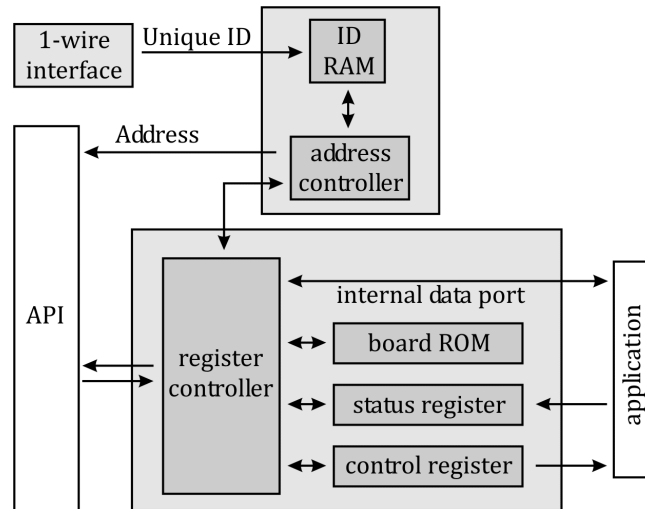 1-wire
interface
Unique ID
ID
RAM
Address
address
controller
API
register
controller
internal data port
board ROM
status register
control register
application